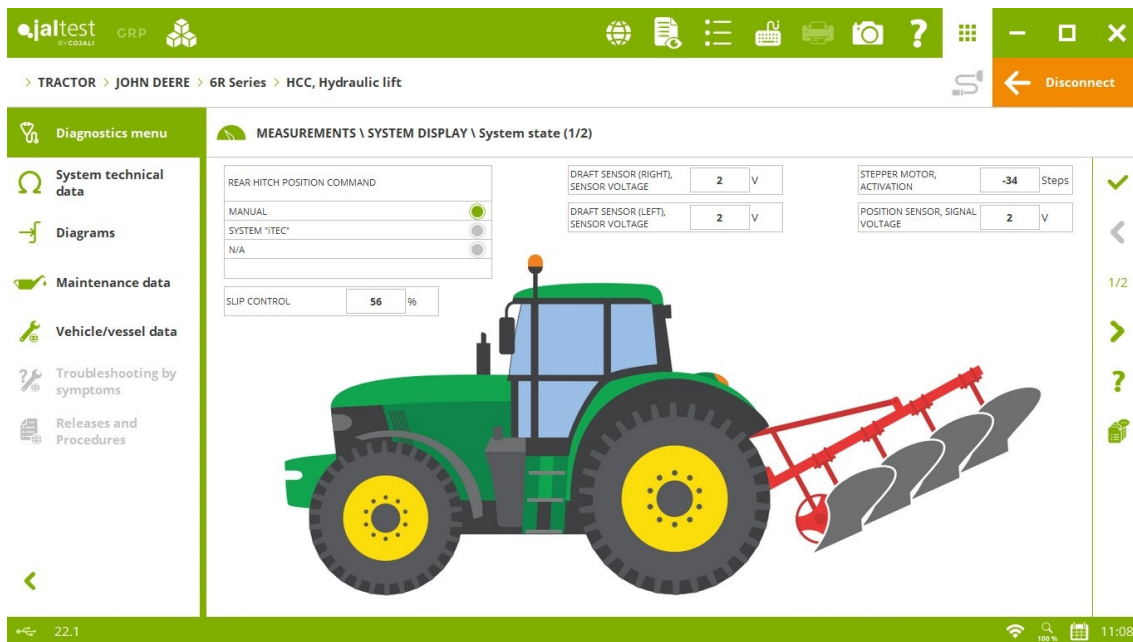 jaltest GRP
BY COJALI
> TRACTOR > JOHN DEERE > 6R Series > HCC, Hydraulic lift
Disconnect
Diagnostics menu
MEASUREMENTS \ SYSTEM DISPLAY \ System state (1/2)
System technical
data
Diagrams
Maintenance data
Vehicle/vessel data
Troubleshooting by
symptoms
Releases and
Procedures
REAR HITCH POSITION COMMAND
MANUAL
SYSTEM "iTEC"
N/A
SLIP CONTROL 56 %
DRAFT SENSOR (RIGHT),
SENSOR VOLTAGE 2 V
DRAFT SENSOR (LEFT),
SENSOR VOLTAGE 2 V
STEPPER MOTOR,
ACTIVATION -34 Steps
POSITION SENSOR, SIGNAL
VOLTAGE 2 V
1/2
22.1
100 %
11:08